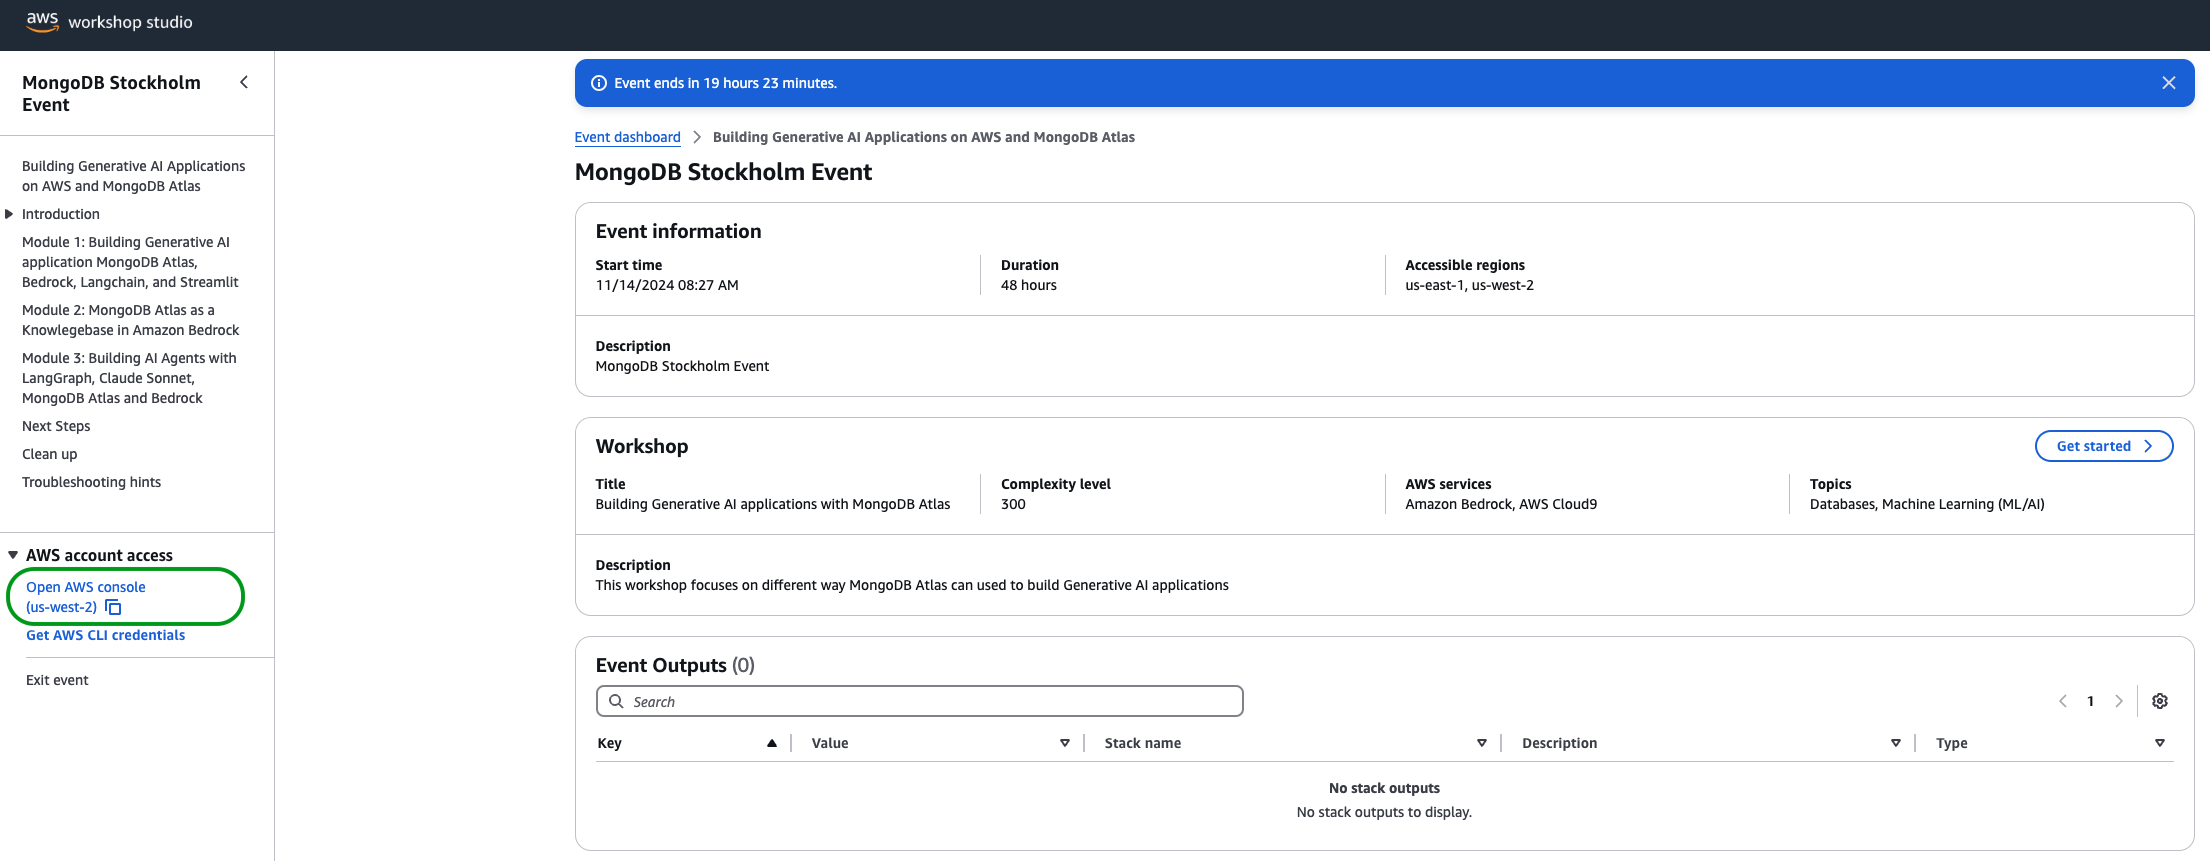 aws workshop studio
MongoDB Stockholm
Event
Building Generative AI Applications
on AWS and MongoDB Atlas
Introduction
Module 1: Building Generative AI
application MongoDB Atlas,
Bedrock, Langchain, and Streamlit
Module 2: MongoDB Atlas as a
Knowlegebase in Amazon Bedrock
Module 3: Building AI Agents with
LangGraph, Claude Sonnet,
MongoDB Atlas and Bedrock
Next Steps
Clean up
Troubleshooting hints
AWS account access
Open AWS console
(us-west-2)
Get AWS CLI credentials
Exit event
Event ends in 19 hours 23 minutes.
Event dashboard > Building Generative AI Applications on AWS and MongoDB Atlas
MongoDB Stockholm Event
Event information
Start time
11/14/2024 08:27 AM
Duration
48 hours
Accessible regions
us-east-1, us-west-2
Description
MongoDB Stockholm Event
Workshop
Get started
Title
Building Generative AI applications with MongoDB Atlas
Complexity level
300
AWS services
Amazon Bedrock, AWS Cloud9
Topics
Databases, Machine Learning (ML/AI)
Description
This workshop focuses on different way MongoDB Atlas can used to build Generative AI applications
Event Outputs (0)
Search
1
Key Value Stack name Description Type
No stack outputs
No stack outputs to display.